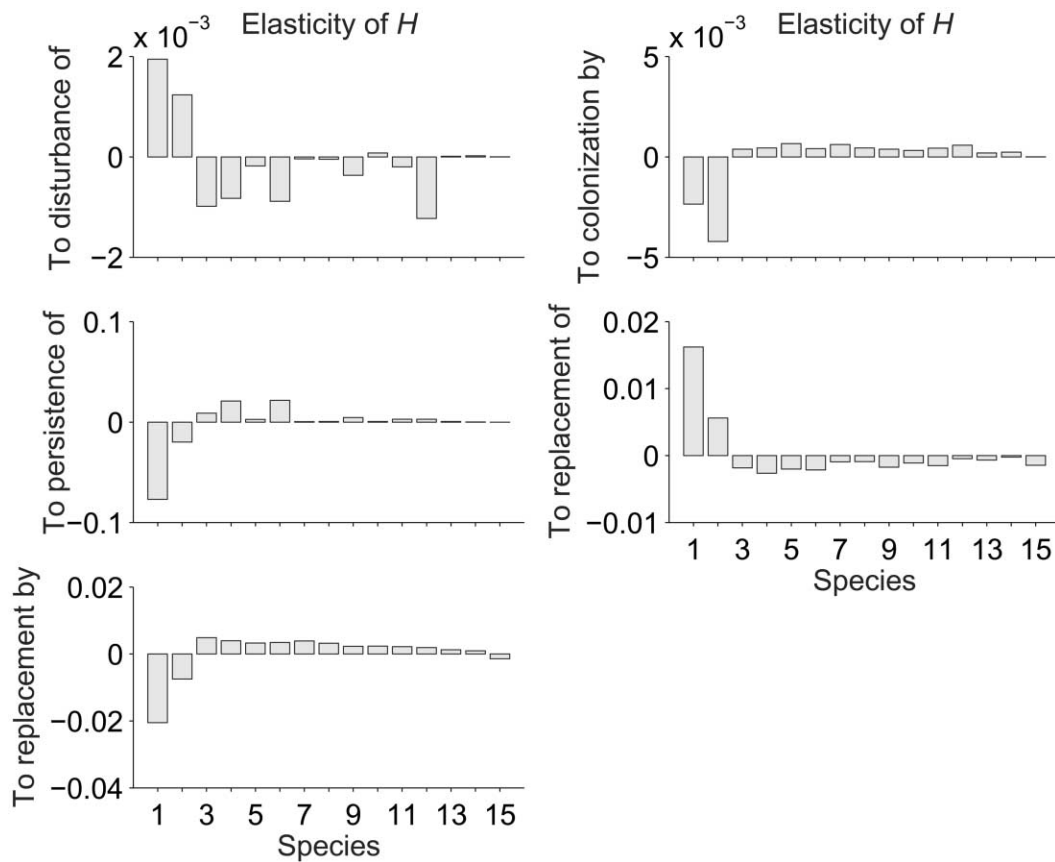 Elasticity of H
x 10⁻³
To disturbance of
2
0
−2
Elasticity of H
x 10⁻³
To colonization by
5
0
−5
To persistence of
0.1
0
−0.1
To replacement of
0.02
0.01
0
−0.01
1 3 5 7 9 11 13 15
Species
To replacement by
0.02
0
−0.02
−0.04
1 3 5 7 9 11 13 15
Species